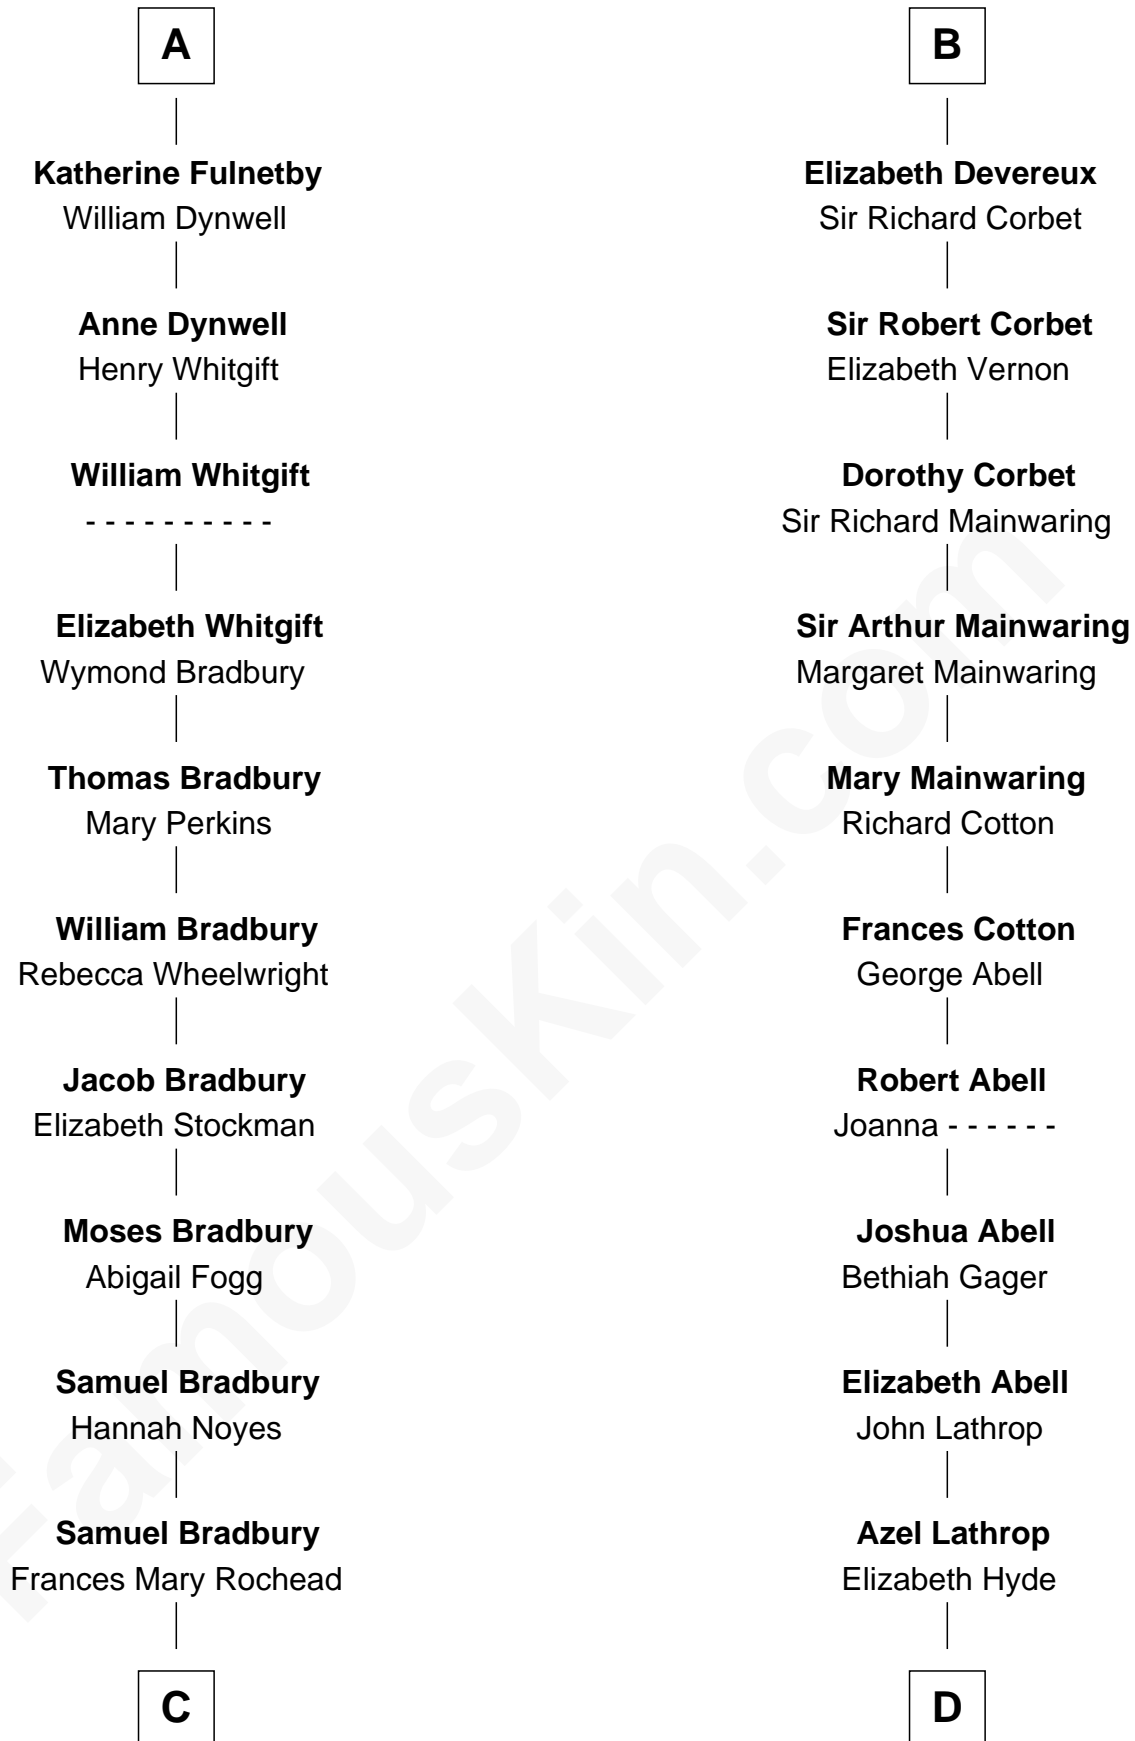 A
Katherine Fulnetby
William Dynwell
Anne Dynwell
Henry Whitgift
William Whitgift
- - - - - - - - - -
Elizabeth Whitgift
Wymond Bradbury
Thomas Bradbury
Mary Perkins
William Bradbury
Rebecca Wheelwright
Jacob Bradbury
Elizabeth Stockman
Moses Bradbury
Abigail Fogg
Samuel Bradbury
Hannah Noyes
Samuel Bradbury
Frances Mary Rochead
C
B
Elizabeth Devereux
Sir Richard Corbet
Sir Robert Corbet
Elizabeth Vernon
Dorothy Corbet
Sir Richard Mainwaring
Sir Arthur Mainwaring
Margaret Mainwaring
Mary Mainwaring
Richard Cotton
Frances Cotton
George Abell
Robert Abell
Joanna - - - - - -
Joshua Abell
Bethiah Gager
Elizabeth Abell
John Lathrop
Azel Lathrop
Elizabeth Hyde
D
FamousKin.com